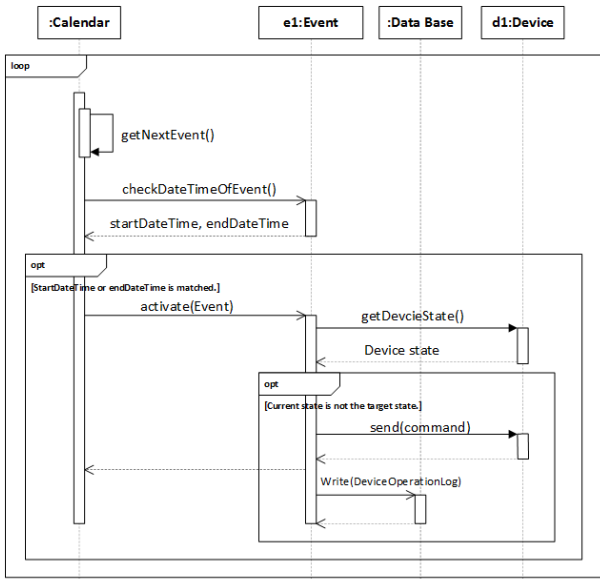 :Calendar
e1:Event
:Data Base
d1:Device
loop
getNextEvent()
checkDateTimeOfEvent()
startDateTime, endDateTime
opt
[StartDateTime or endDateTime is matched.]
activate(Event)
getDevcieState()
Device state
opt
[Current state is not the target state.]
send(command)
Write(DeviceOperationLog)